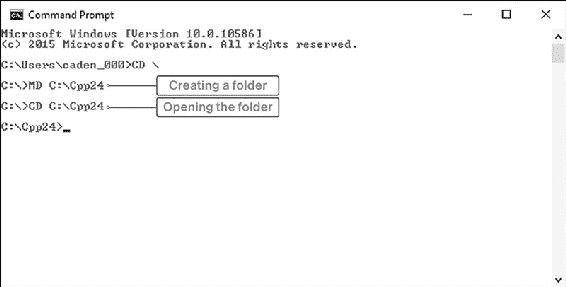 Command Prompt
Microsoft Windows [Version 10.0.10586]
(c) 2015 Microsoft Corporation. All rights reserved.
C:\Users\caden_000>CD \
C:\>MD C:\Cpp24 Creating a folder
C:\>CD C:\Cpp24 Opening the folder
C:\Cpp24>_